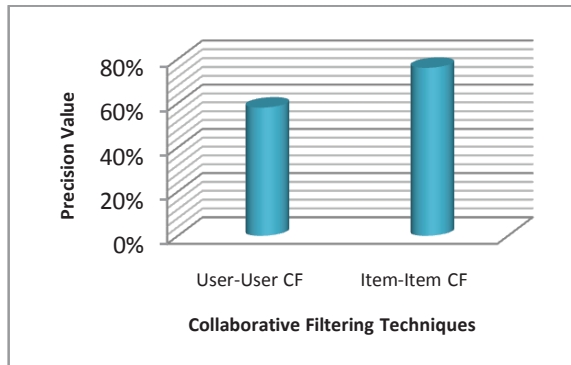 80%
60%
40%
20%
0%
Precision Value
User-User CF Item-Item CF
Collaborative Filtering Techniques